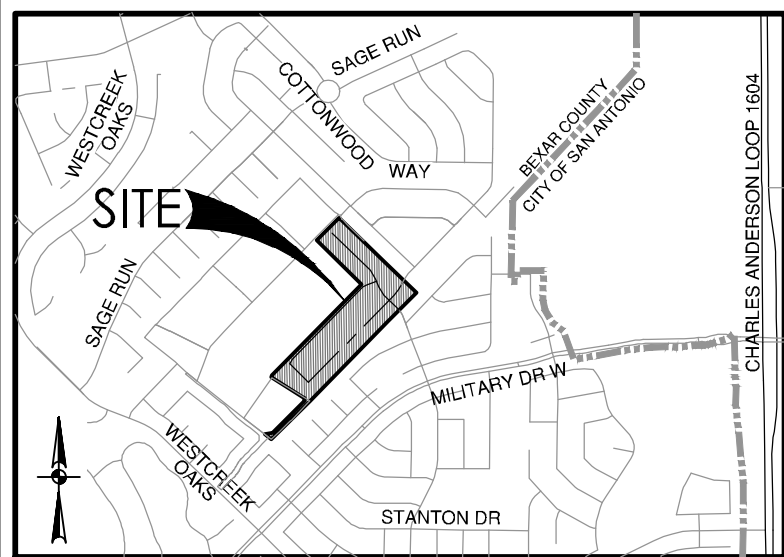 SAGE RUN
COTTONWOOD
WAY
WESTCREEK
OAKS
BEXAR COUNTY
CITY OF SAN ANTONIO
CHARLES ANDERSON LOOP 1604
SITE
SAGE RUN
MILITARY DR W
WESTCREEK
OAKS
STANTON DR